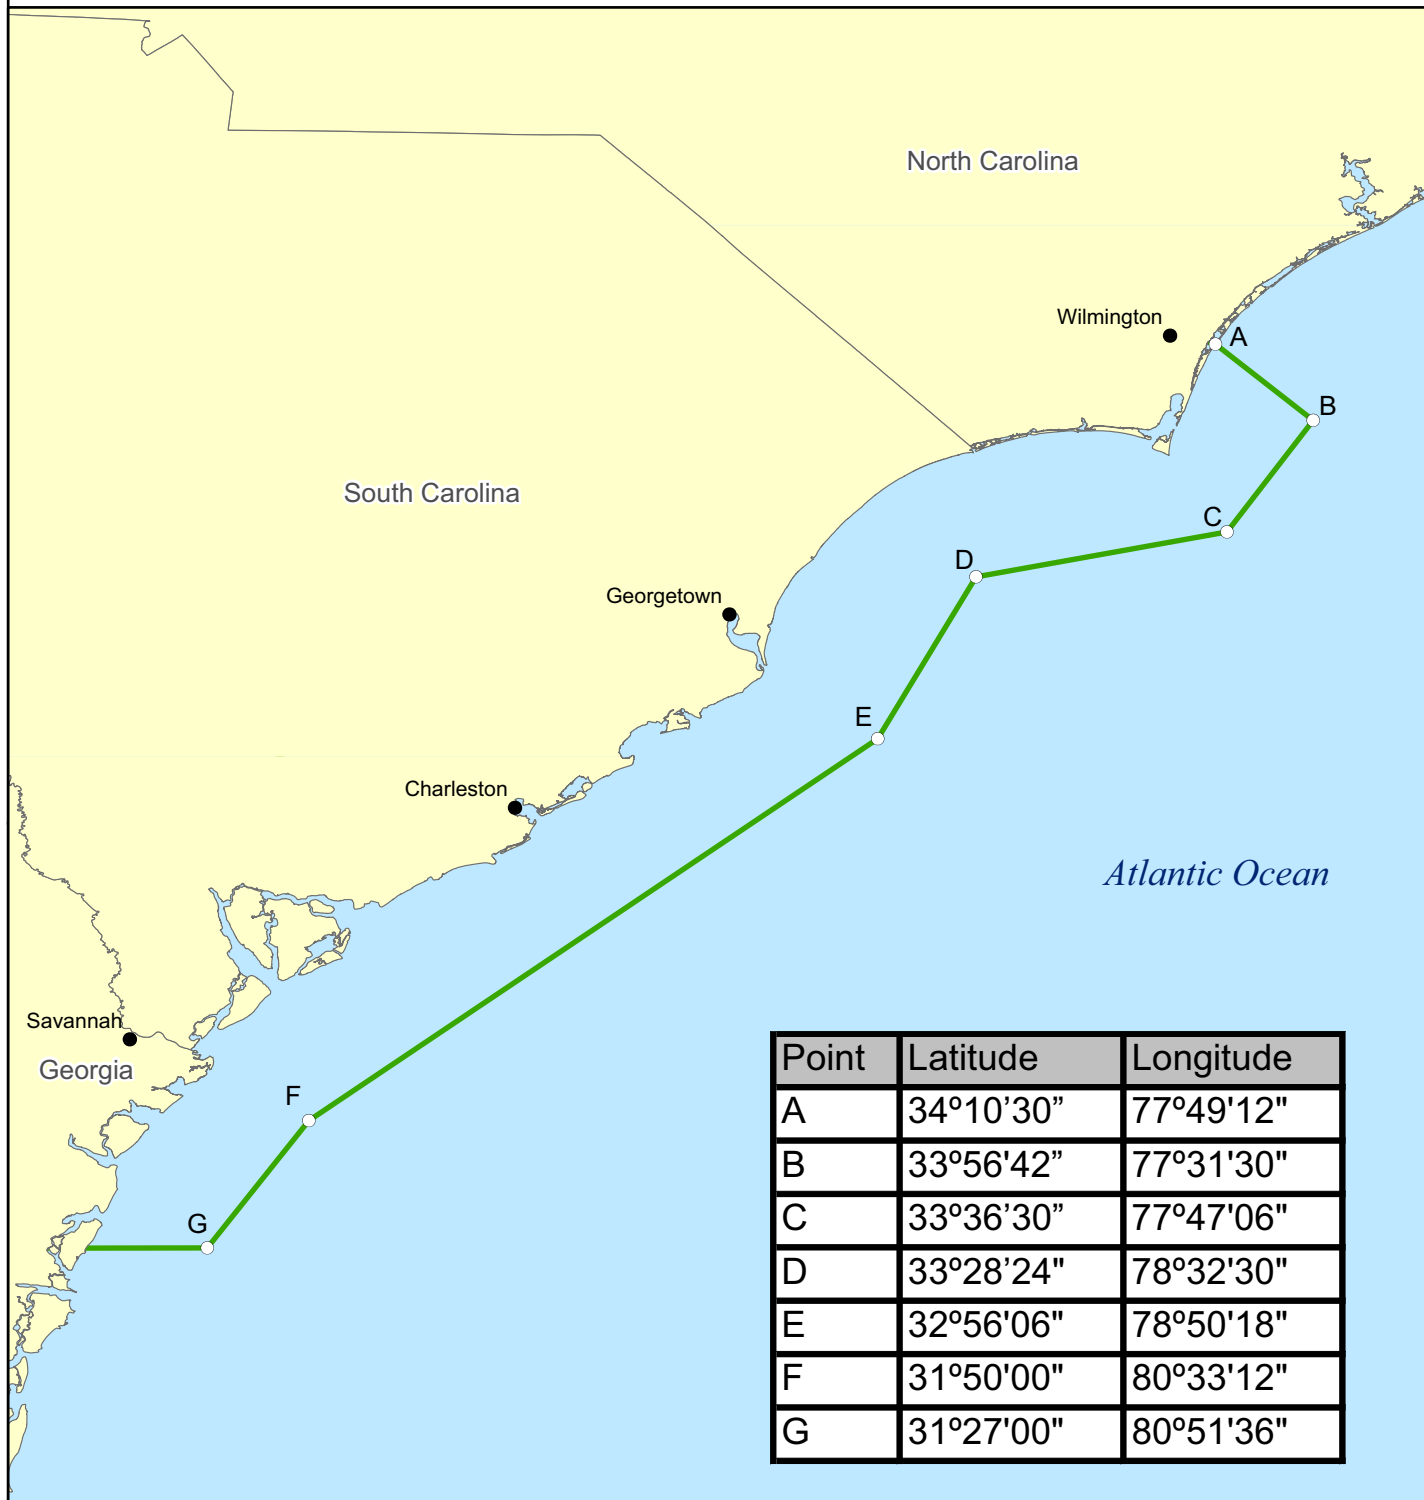 North Carolina
Wilmington
A
B
South Carolina
C
D
Georgetown
E
Charleston
Atlantic Ocean
Savannah
Georgia
F
G
Point Latitude Longitude
A 34º10’30” 77º49'12"
B 33º56'42” 77º31'30"
C 33º36’30” 77º47'06"
D 33º28’24" 78º32'30"
E 32º56'06" 78º50'18"
F 31º50'00" 80º33'12"
G 31º27'00" 80º51'36"